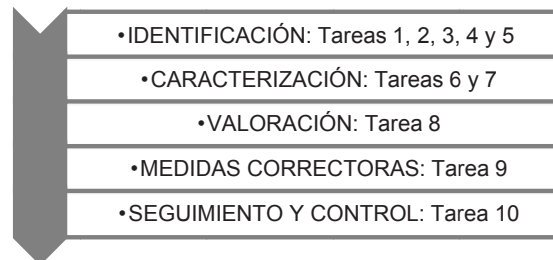 •IDENTIFICACIÓN: Tareas 1, 2, 3, 4 y 5
•CARACTERIZACIÓN: Tareas 6 y 7
•VALORACIÓN: Tarea 8
•MEDIDAS CORRECTORAS: Tarea 9
•SEGUIMIENTO Y CONTROL: Tarea 10